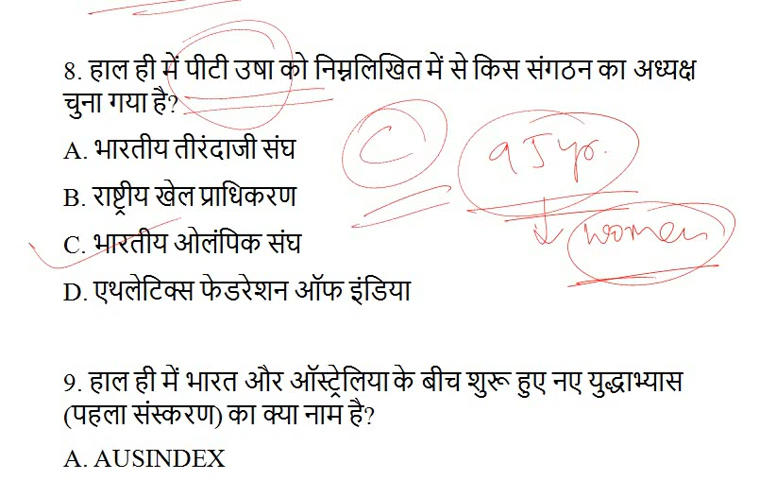 8. हाल ही में पीटी उषा को निम्नलिखित में से किस संगठन का अध्यक्ष
चुना गया है?
A. भारतीय तीरंदाजी संघ
C
95 yr.
B. राष्ट्रीय खेल प्राधिकरण
women
C. भारतीय ओलंपिक संघ
D. एथलेटिक्स फेडरेशन ऑफ इंडिया
9. हाल ही में भारत और ऑस्ट्रेलिया के बीच शुरू हुए नए युद्धाभ्यास
(पहला संस्करण) का क्या नाम है?
A. AUSINDEX